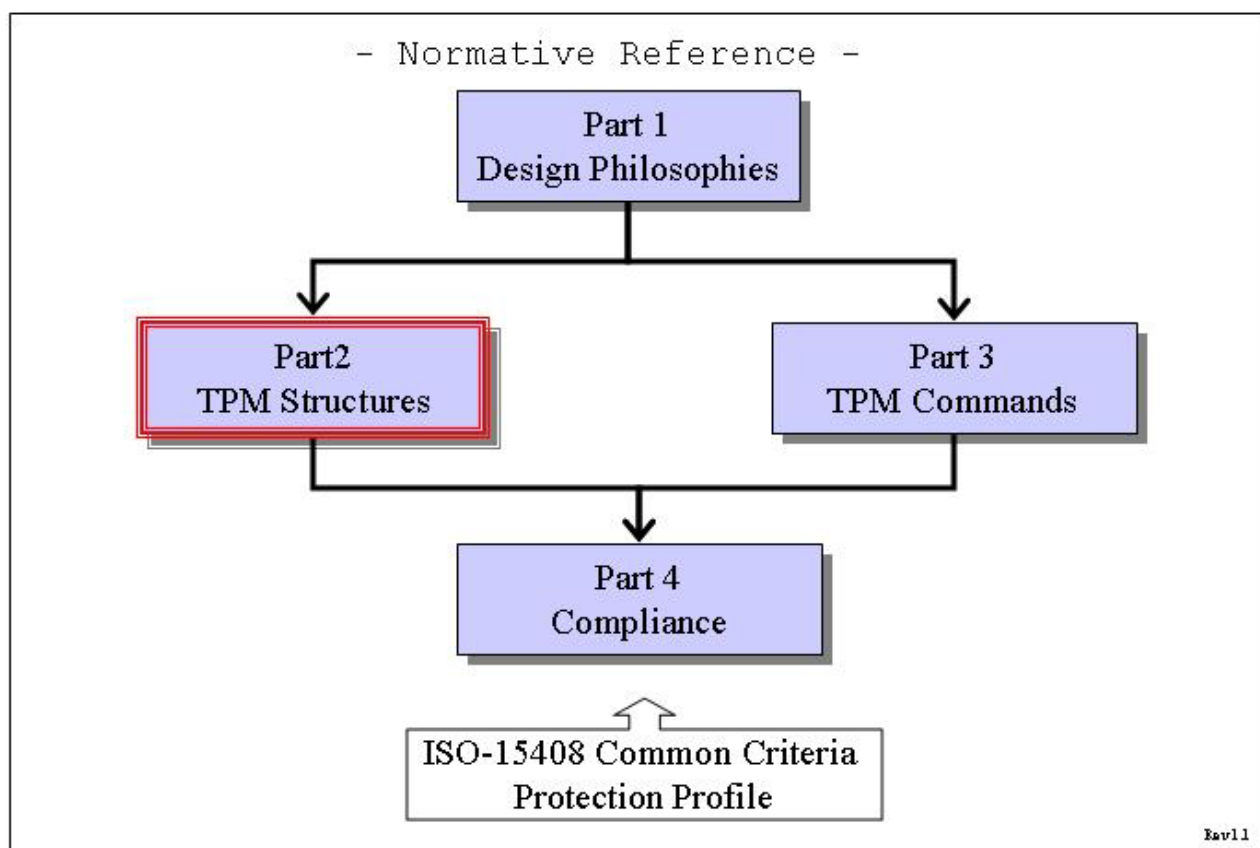 - Normative Reference -
Part 1
Design Philosophies
Part2
TPM Structures
Part 3
TPM Commands
Part 4
Compliance
ISO-15408 Common Criteria
Protection Profile